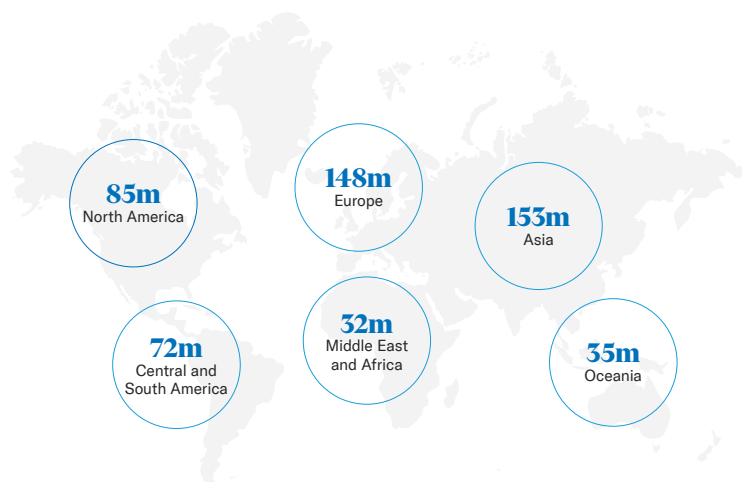 85m
North America
148m
Europe
153m
Asia
72m
Central and
South America
32m
Middle East
and Africa
35m
Oceania